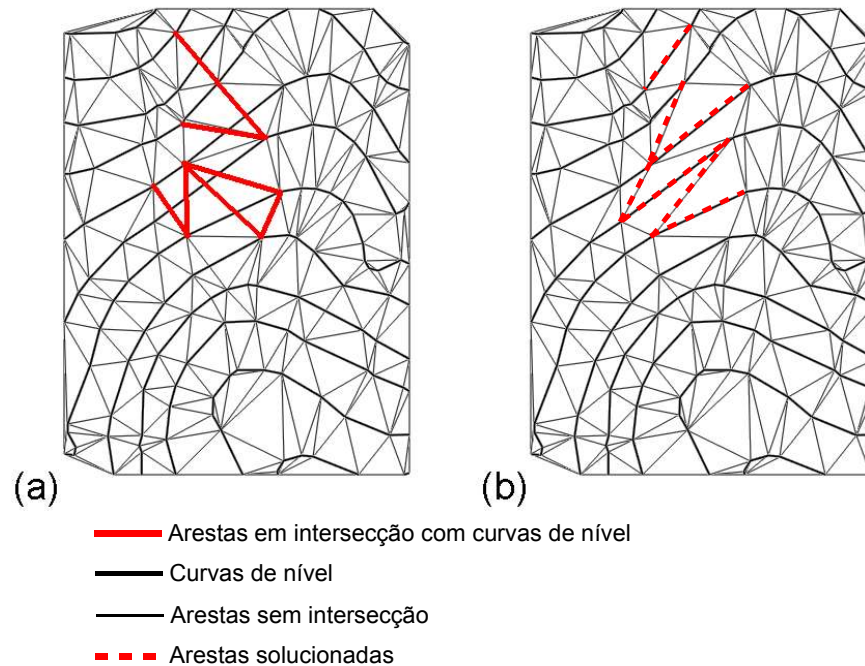 (a)
(b)
Arestas em intersecção com curvas de nível
Curvas de nível
Arestas sem intersecção
Arestas solucionadas